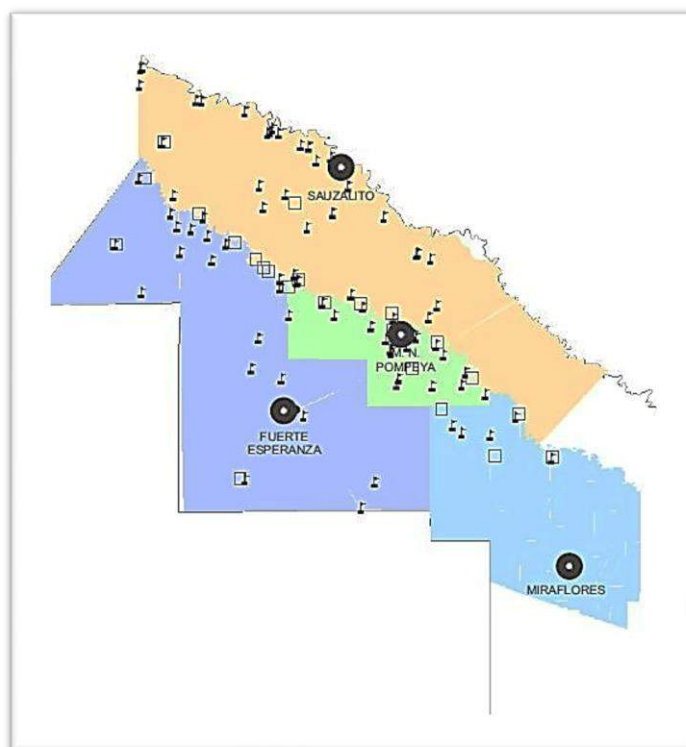 SAUZALITO
M. N.
POMPEYA
FUERTE
ESPERANZA
MIRAFLORES